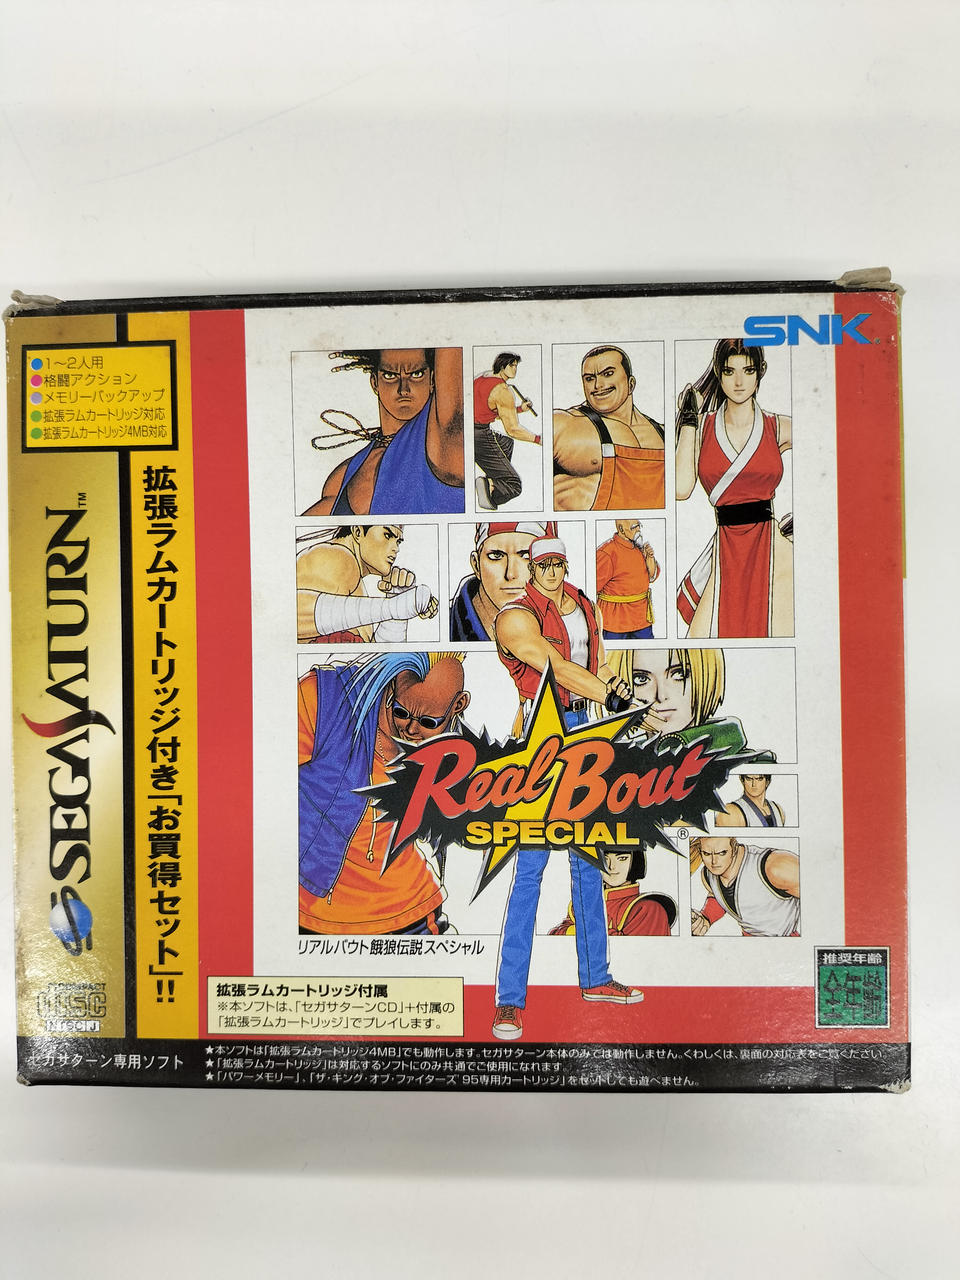 SNK
1〜2人用
格闘アクション
メモリーバックアップ
拡張ラムカートリッジ対応
拡張ラムカートリッジ4MB対応
SEGA SATURN™
拡張ラムカートリッジ付き「お買得セット」!!
Real Bout
SPECIAL
®
リアルバウト餓狼伝説スペシャル
推奨年齢
拡張ラムカートリッジ付属
※本ソフトは、「セガサターンCD」+付属の
「拡張ラムカートリッジ」でプレイします。
COMPACT
DISC
NTSC J
セガサターン専用ソフト
★本ソフトは「拡張ラムカートリッジ4MB」でも動作します。セガサターン本体のみでは動作しません。くわしくは、裏面の対応表をご覧ください。
★「拡張ラムカートリッジ」は対応するソフトにのみ共通でご使用になれます。
★「パワーメモリー」、「ザ・キング・オブ・ファイターズ'95専用カートリッジ」をセットしても遊べません。